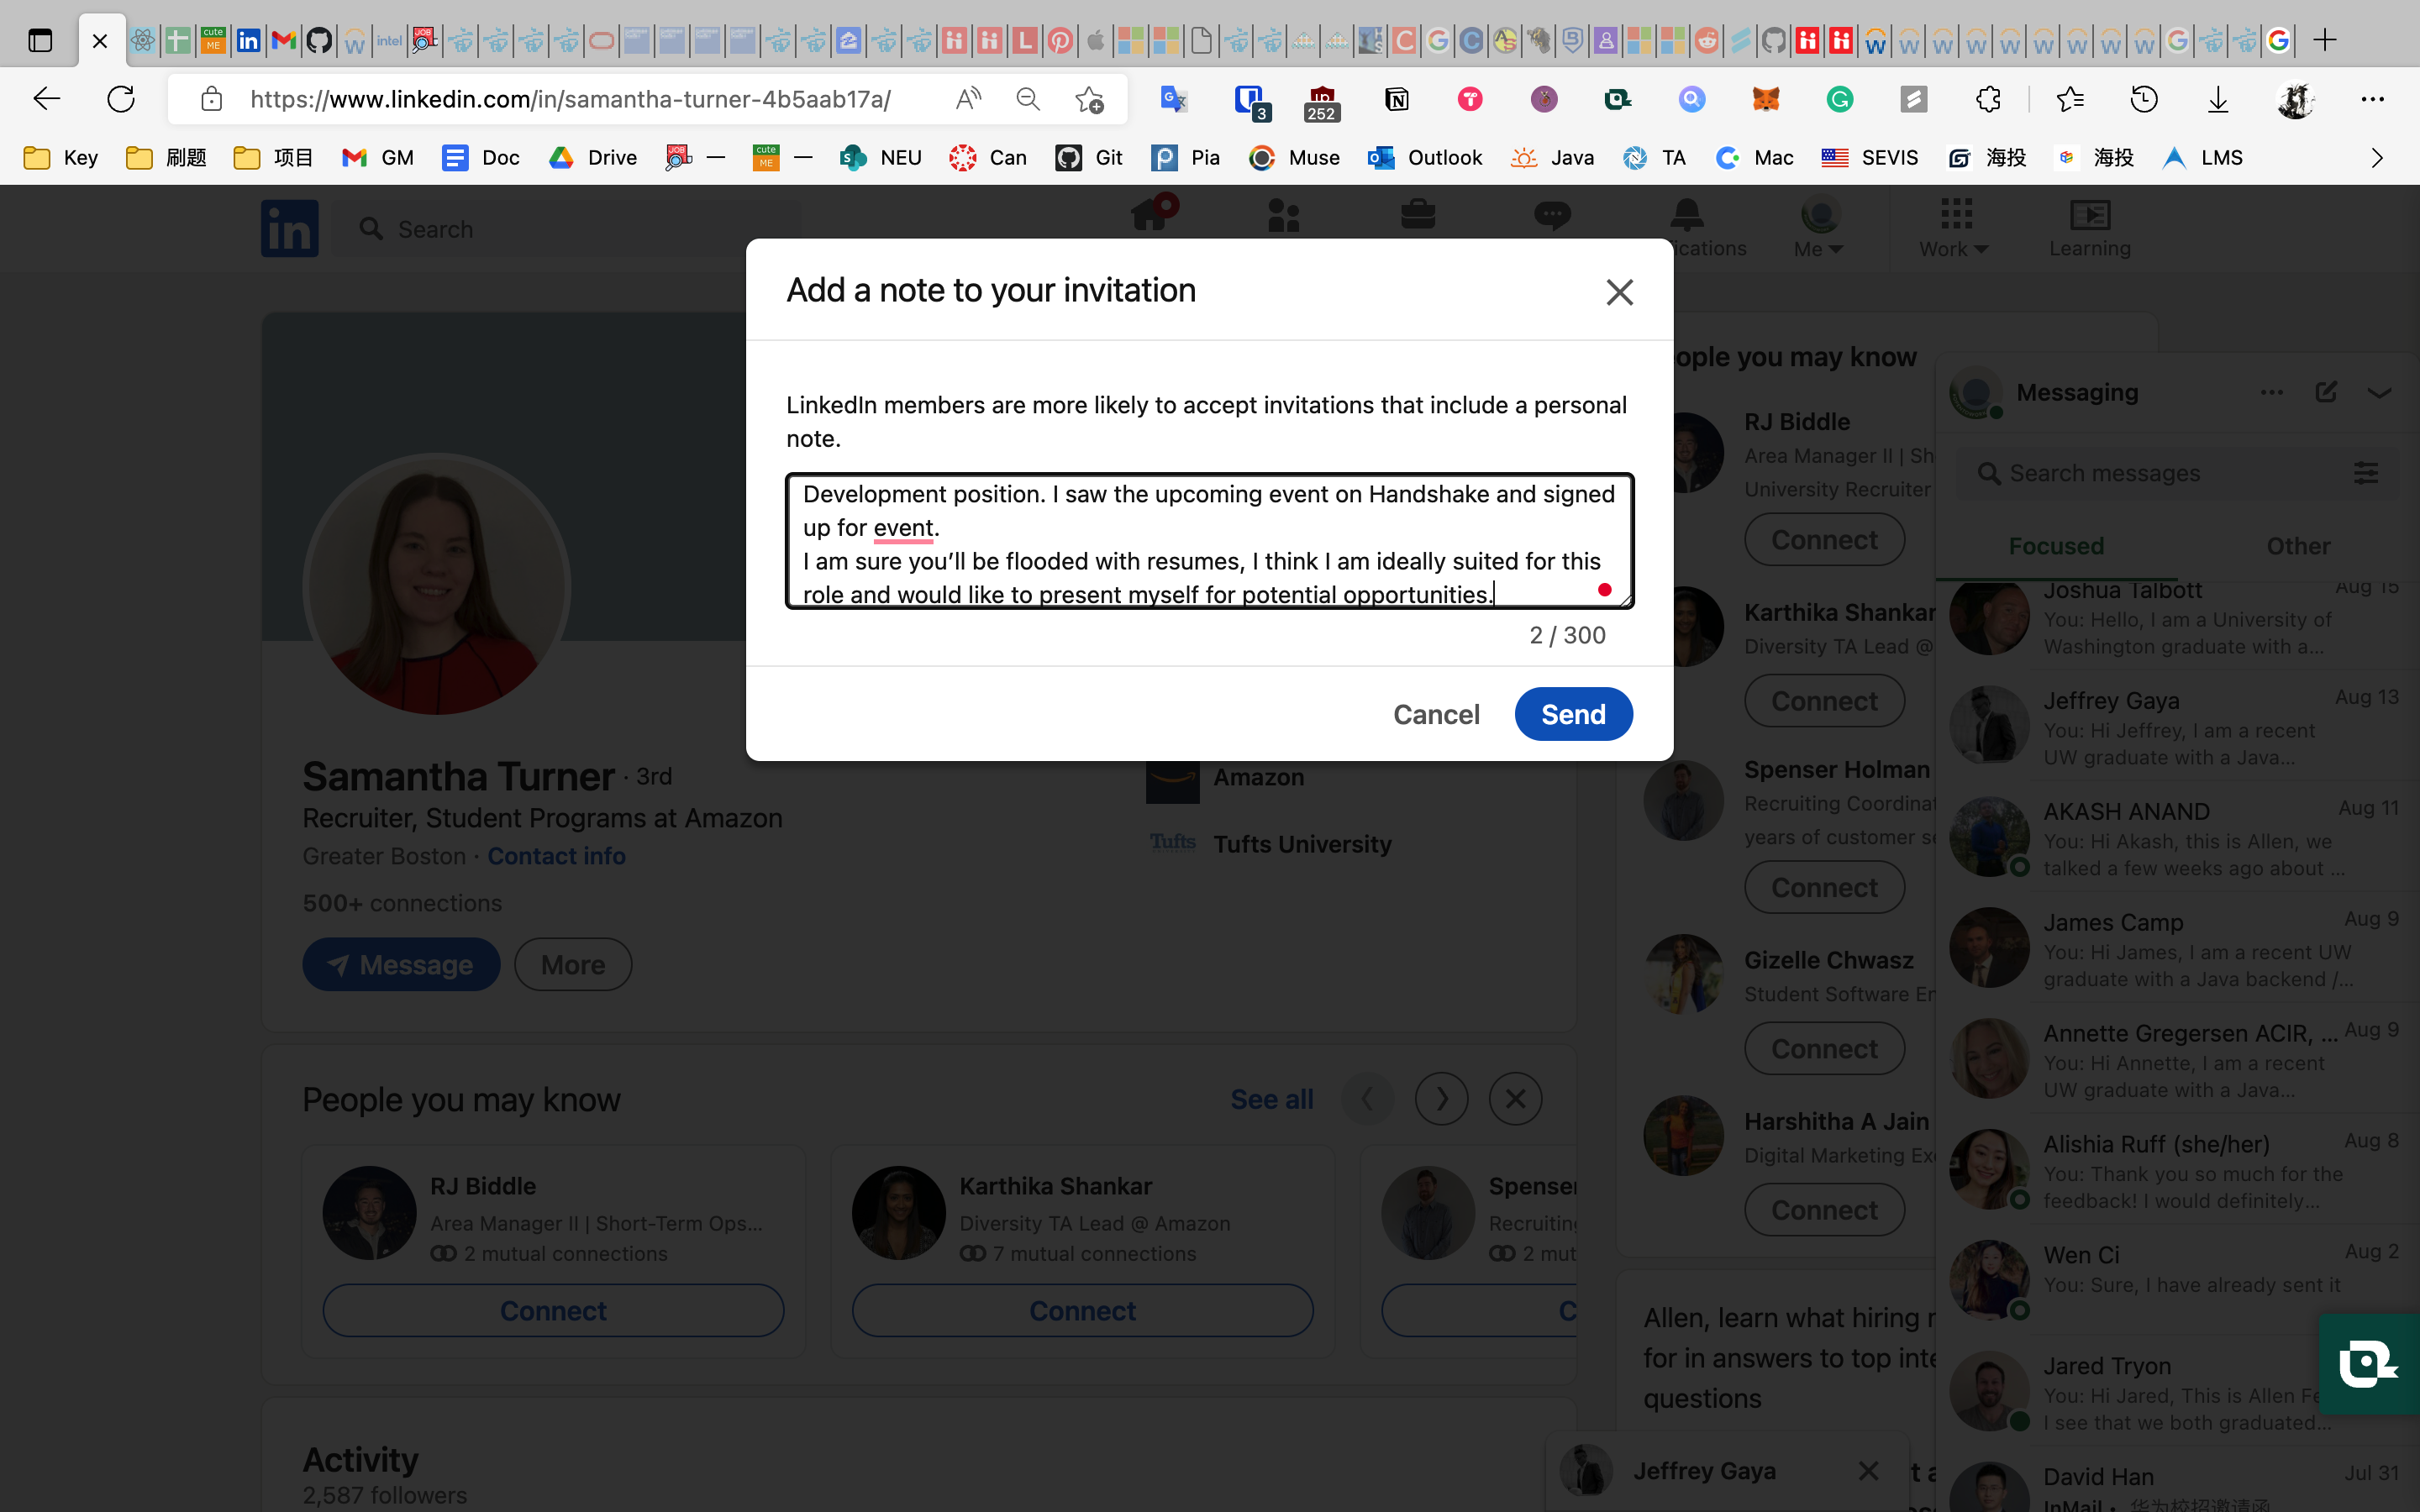 https://www.linkedin.com/in/samantha-turner-4b5aab17a/
3
252
Key
刷题
项目
GM
Doc
Drive
—
—
NEU
Can
Git
Pia
Muse
Outlook
Java
TA
Mac
SEVIS
海投
海投
LMS
Search
ications
Me
Work
Learning
Add a note to your invitation
LinkedIn members are more likely to accept invitations that include a personal
note.
Development position. I saw the upcoming event on Handshake and signed
up for event.
I am sure you’ll be flooded with resumes, I think I am ideally suited for this
role and would like to present myself for potential opportunities.
2 / 300
Cancel
Send
Samantha Turner · 3rd
Recruiter, Student Programs at Amazon
Greater Boston · Contact info
500+ connections
Message
More
Amazon
Tufts
Tufts University
People you may know
See all
RJ Biddle
Area Manager II | Short-Term Ops...
2 mutual connections
Connect
Karthika Shankar
Diversity TA Lead @ Amazon
7 mutual connections
Connect
Spenser
Recruiting
2 mut
C
Activity
2,587 followers
ople you may know
RJ Biddle
Area Manager II | Sh
University Recruiter
Connect
Karthika Shankar
Diversity TA Lead @
Connect
Spenser Holman
Recruiting Coordinat
years of customer se
Connect
Gizelle Chwasz
Student Software En
Connect
Harshitha A Jain
Digital Marketing Exe
Connect
Allen, learn what hiring
for in answers to top inte
questions
Jeffrey Gaya
Messaging
Search messages
Focused
Other
Joshua Talbott
Aug 15
You: Hello, I am a University of
Washington graduate with a...
Jeffrey Gaya
Aug 13
You: Hi Jeffrey, I am a recent
UW graduate with a Java...
AKASH ANAND
Aug 11
You: Hi Akash, this is Allen, we
talked a few weeks ago about ...
James Camp
Aug 9
You: Hi James, I am a recent UW
graduate with a Java backend /...
Annette Gregersen ACIR, ...
Aug 9
You: Hi Annette, I am a recent
UW graduate with a Java...
Alishia Ruff (she/her)
Aug 8
You: Thank you so much for the
feedback! I would definitely...
Wen Ci
Aug 2
You: Sure, I have already sent it
Jared Tryon
You: Hi Jared, This is Allen Fe
I see that we both graduated...
David Han
Jul 31
InMail · 华为校招邀请函